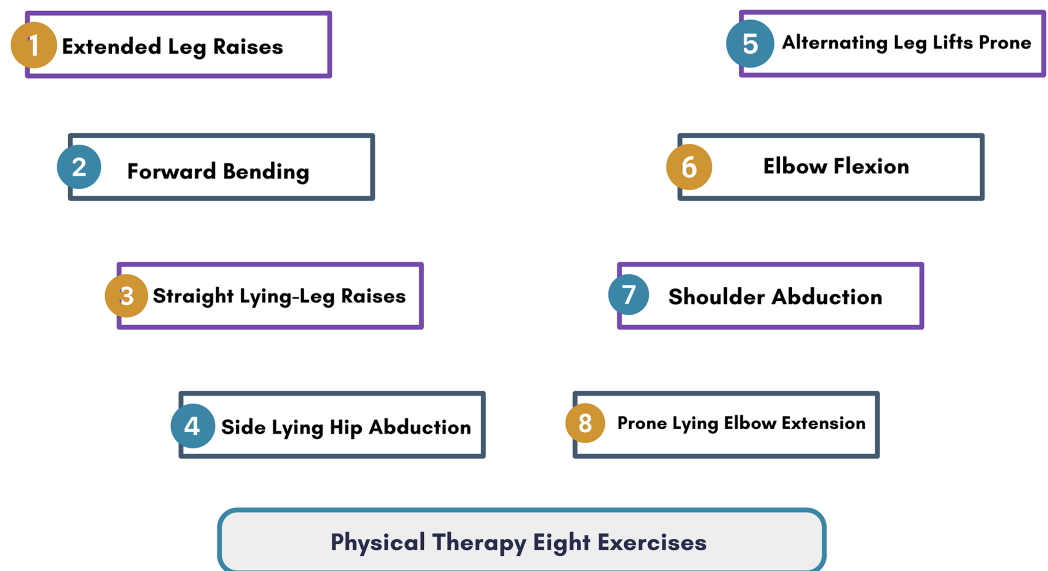 1 Extended Leg Raises
2 Forward Bending
3 Straight Lying-Leg Raises
4 Side Lying Hip Abduction
5 Alternating Leg Lifts Prone
6 Elbow Flexion
7 Shoulder Abduction
8 Prone Lying Elbow Extension
Physical Therapy Eight Exercises